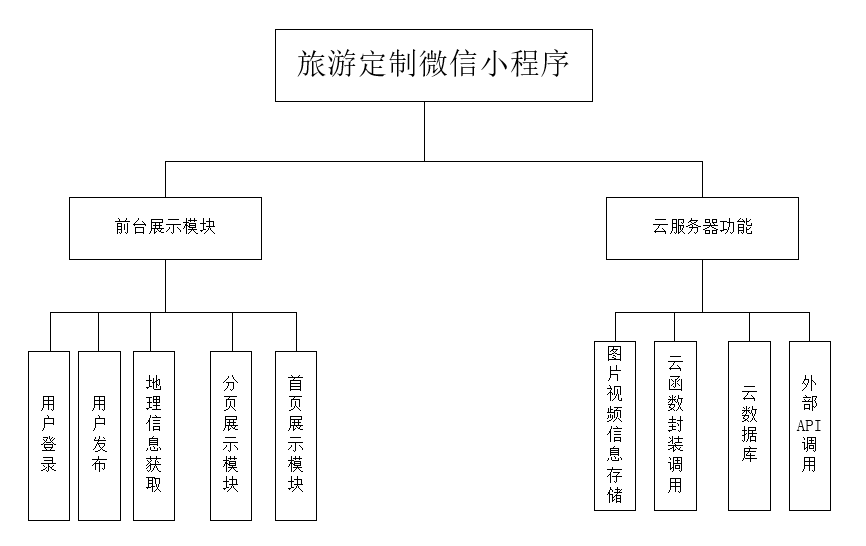 旅游定制微信小程序
前台展示模块
云服务器功能
用户登录
用户发布
地理信息获取
分页展示模块
首页展示模块
图片视频信息存储
云函数封装调用
云数据库
外部API调用